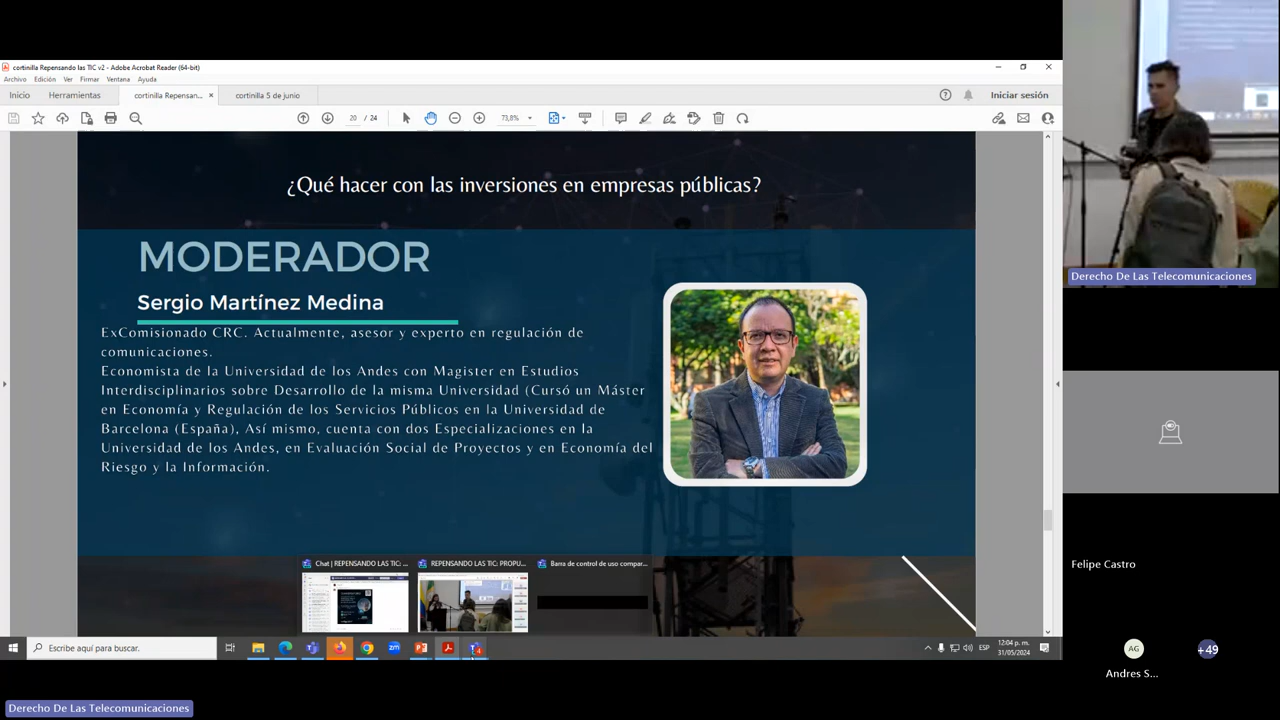 cortinilla Repensando las TIC v2 - Adobe Acrobat Reader (64-bit)
Archivo Edición Ver Firmar Ventana Ayuda
Inicio Herramientas cortinilla Repensan... × cortinilla 5 de junio Iniciar sesión
20 / 24 73,8%
¿Qué hacer con las inversiones en empresas públicas?
MODERADOR
Sergio Martínez Medina
ExComisionado CRC. Actualmente, asesor y experto en regulación de
comunicaciones.
Economista de la Universidad de los Andes con Magister en Estudios
Interdisciplinarios sobre Desarrollo de la misma Universidad (Cursó un Máster
en Economía y Regulación de los Servicios Públicos en la Universidad de
Barcelona (España), Así mismo, cuenta con dos Especializaciones en la
Universidad de los Andes, en Evaluación Social de Proyectos y en Economía del
Riesgo y la Información.
Chat | REPENSANDO LAS TIC: ... REPENSANDO LAS TIC: PROPU... Barra de control de uso compar...
Escribe aquí para buscar.
zm
4
ESP
12:04 p. m.
31/05/2024
Derecho De Las Telecomunicaciones
Felipe Castro
AG
+49
Andres S...
Derecho De Las Telecomunicaciones